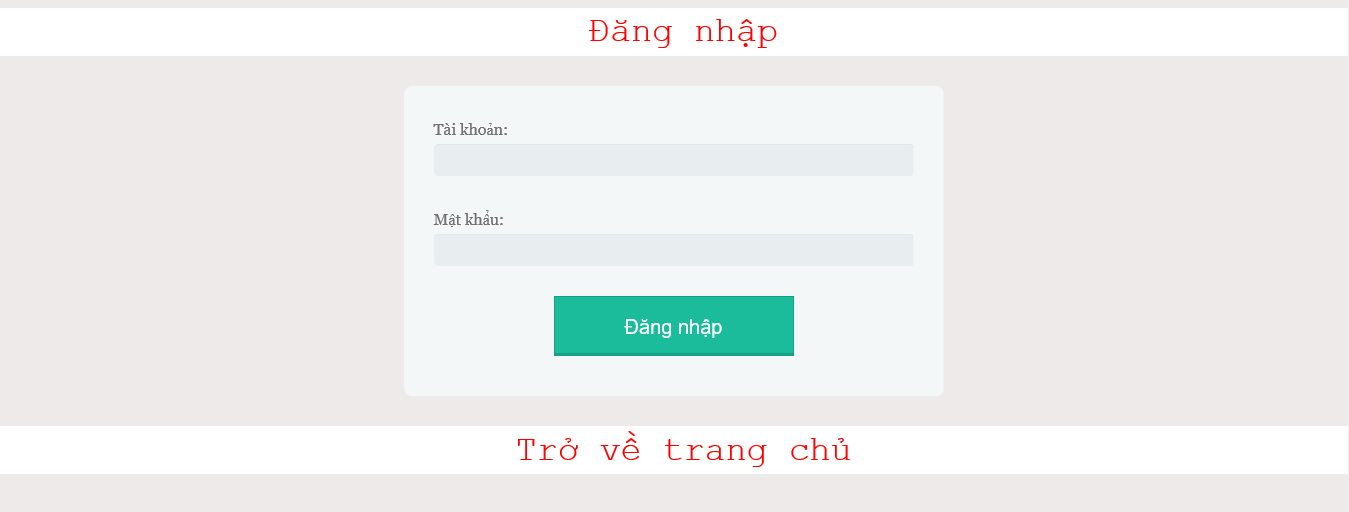 Đăng nhập
Tài khoản:
Mật khẩu:
Đăng nhập
Trở về trang chủ